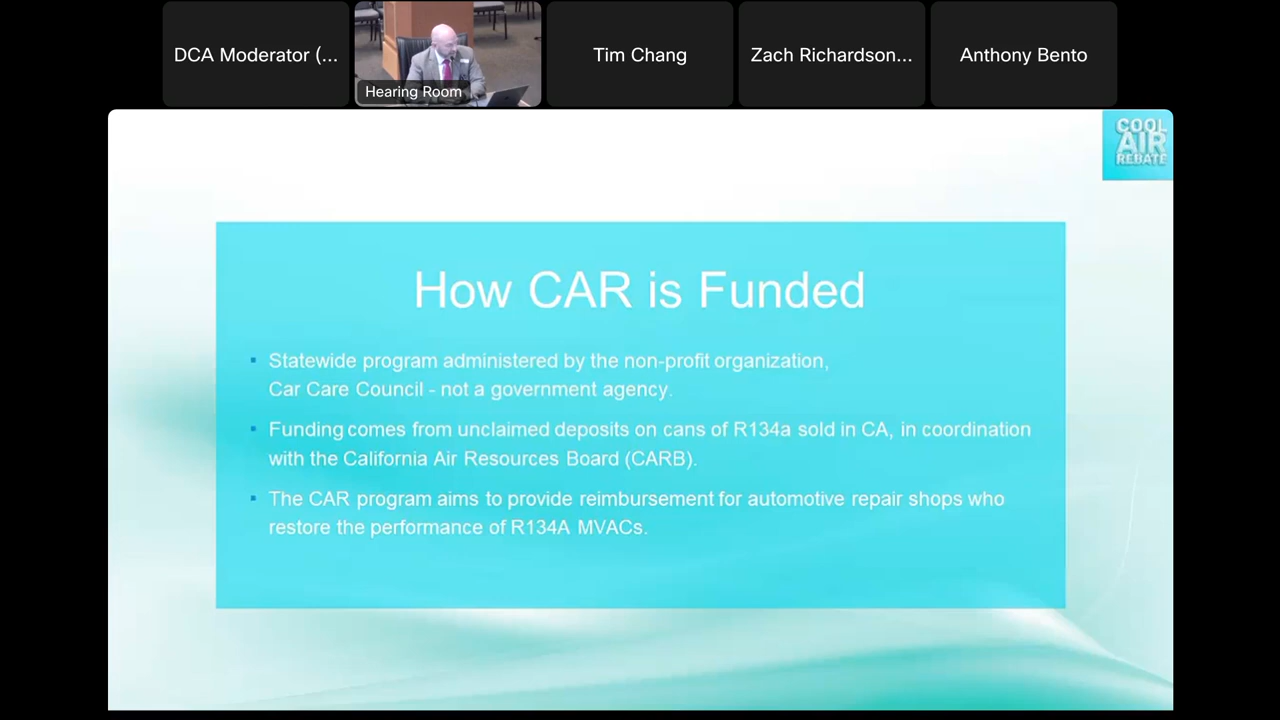 DCA Moderator (...
Hearing Room
Tim Chang
Zach Richardson...
Anthony Bento
COOL
AIR
REBATE
How CAR is Funded
▪ Statewide program administered by the non-profit organization,
Car Care Council - not a government agency.
▪ Funding comes from unclaimed deposits on cans of R134a sold in CA, in coordination
with the California Air Resources Board (CARB).
▪ The CAR program aims to provide reimbursement for automotive repair shops who
restore the performance of R134A MVACs.